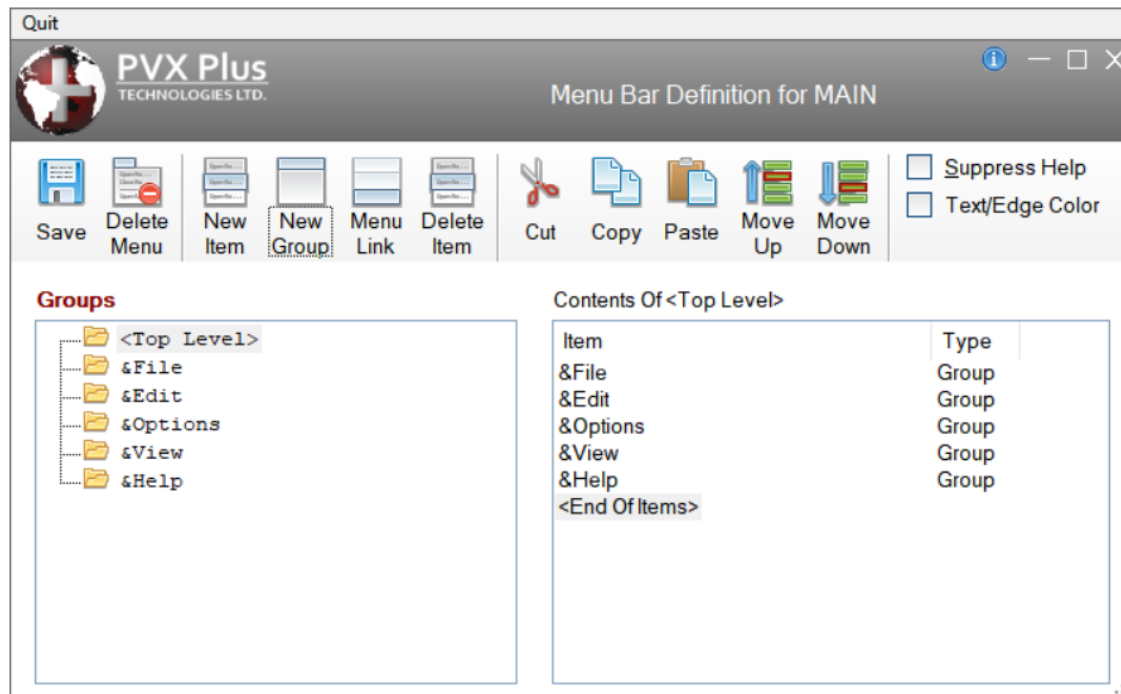 Quit
PVX Plus
TECHNOLOGIES LTD.
Menu Bar Definition for MAIN
Save
Delete Menu
New Item
New Group
Menu Link
Delete Item
Cut
Copy
Paste
Move Up
Move Down
Suppress Help
Text/Edge Color
Groups
<Top Level>
&File
&Edit
&Options
&View
&Help
Contents Of <Top Level>
Item Type
&File Group
&Edit Group
&Options Group
&View Group
&Help Group
<End Of Items>